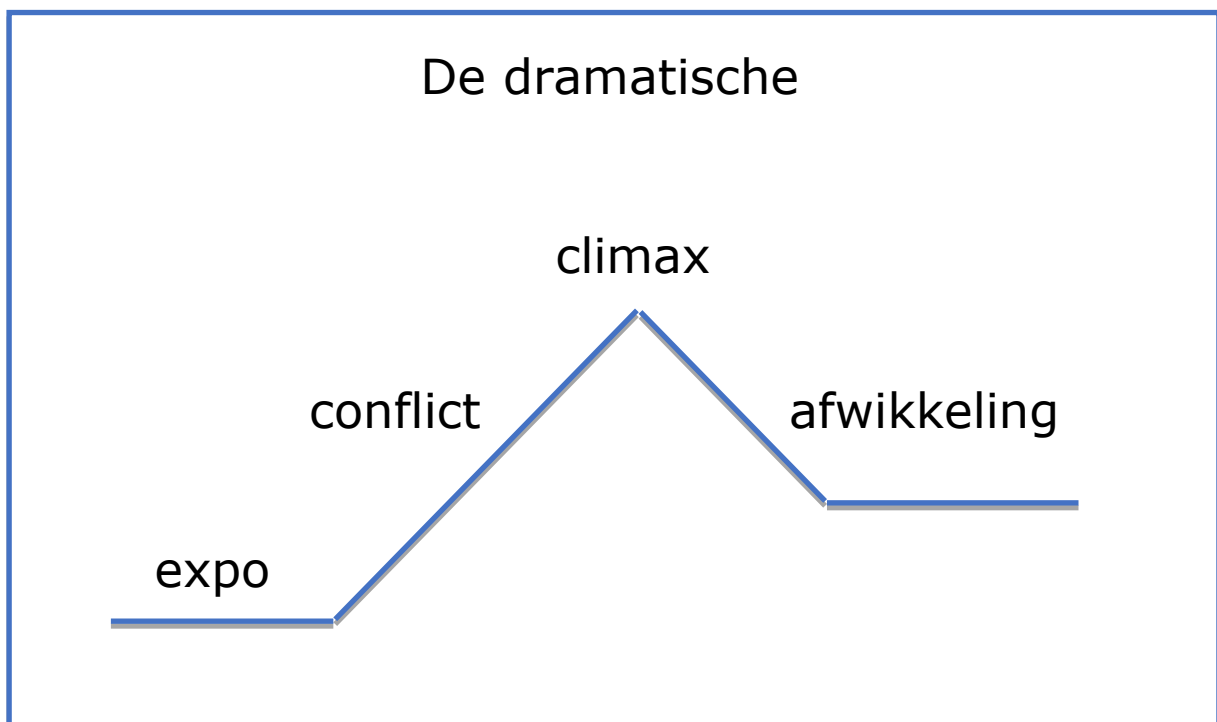 De dramatische
climax
conflict
afwikkeling
expo